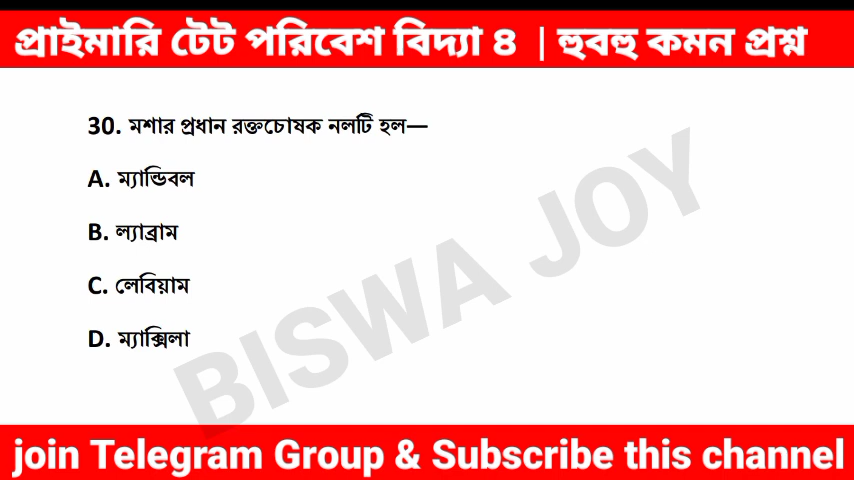 প্রাইমারি টেট পরিবেশ বিদ্যা ৪ | হুবহু কমন প্রশ্ন
30. মশার প্রধান রক্তচোষক নলটি হল—
A. ম্যান্ডিবল
B. ল্যাব্রাম
C. লেবিয়াম
D. ম্যাক্সিলা
BISWA JOY
join Telegram Group & Subscribe this channel